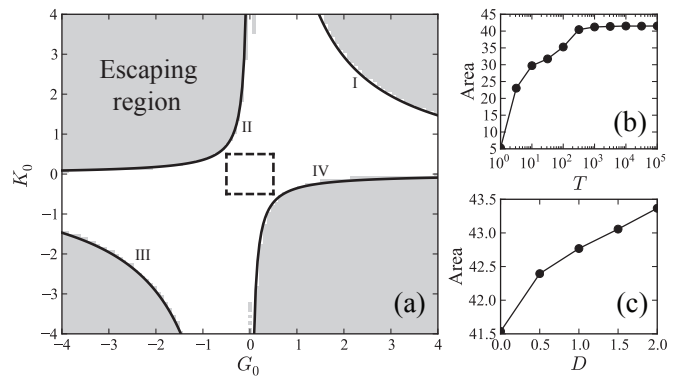 4
3
2
1
0
−1
−2
−3
−4
K0
Escaping
region
I
II
III
IV
(a)
−4 −3 −2 −1 0 1 2 3 4
G0
45
40
35
30
25
20
15
10
5
Area
(b)
10^0 10^1 10^2 10^3 10^4 10^5
T
43.5
43.0
42.5
42.0
41.5
Area
(c)
0.0 0.5 1.0 1.5 2.0
D